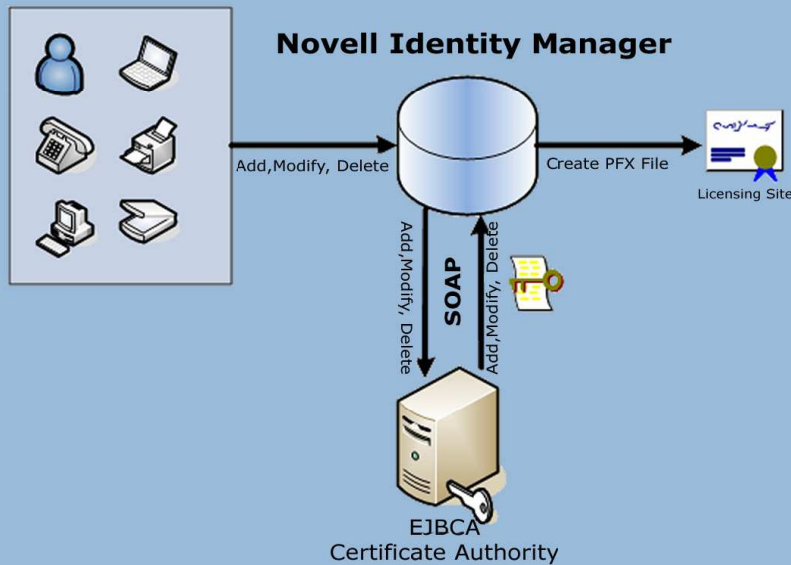 Novell Identity Manager
Add,Modify, Delete
Create PFX File
Licensing Site
Add,Modify, Delete
SOAP
Add,Modify, Delete
EJBCA
Certificate Authority